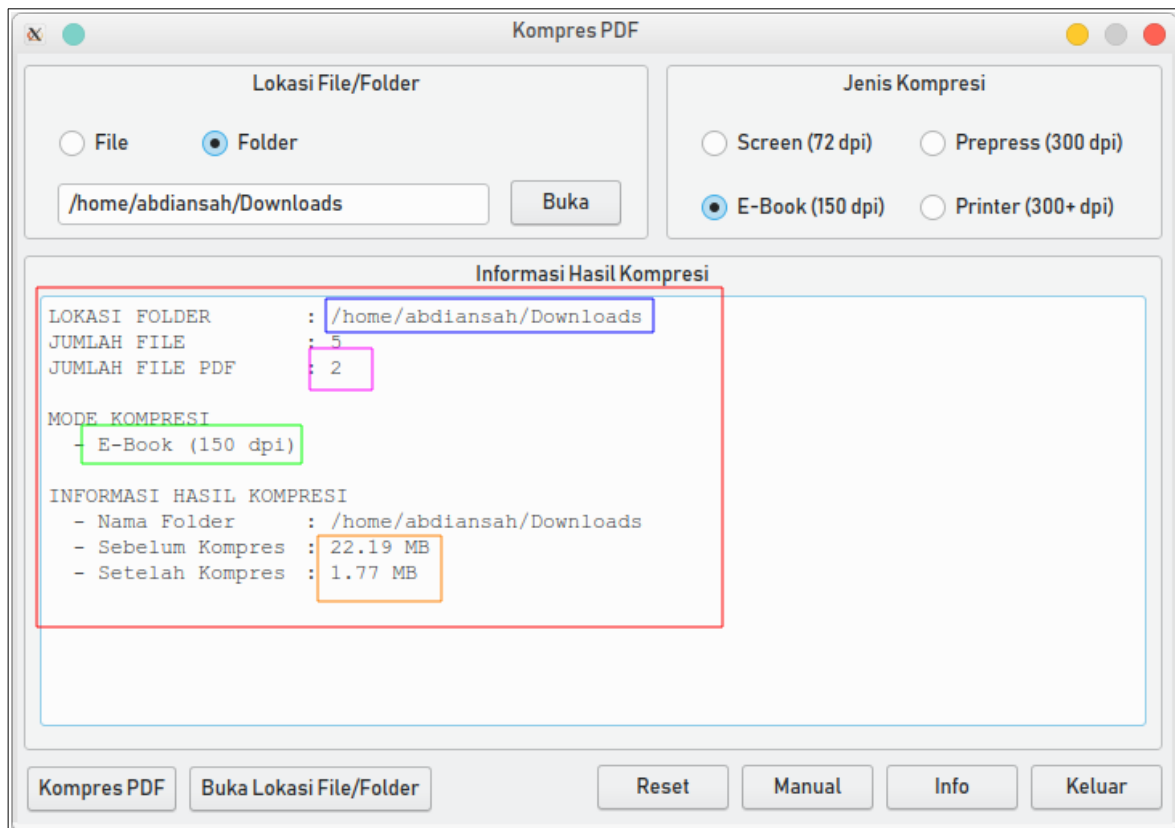 Kompres PDF
Lokasi File/Folder
File
Folder
/home/abdiansah/Downloads
Buka
Jenis Kompresi
Screen (72 dpi)
Prepress (300 dpi)
E-Book (150 dpi)
Printer (300+ dpi)
Informasi Hasil Kompresi
LOKASI FOLDER : /home/abdiansah/Downloads
JUMLAH FILE : 5
JUMLAH FILE PDF : 2
MODE KOMPRESI
- E-Book (150 dpi)
INFORMASI HASIL KOMPRESI
- Nama Folder : /home/abdiansah/Downloads
- Sebelum Kompres : 22.19 MB
- Setelah Kompres : 1.77 MB
Kompres PDF
Buka Lokasi File/Folder
Reset
Manual
Info
Keluar